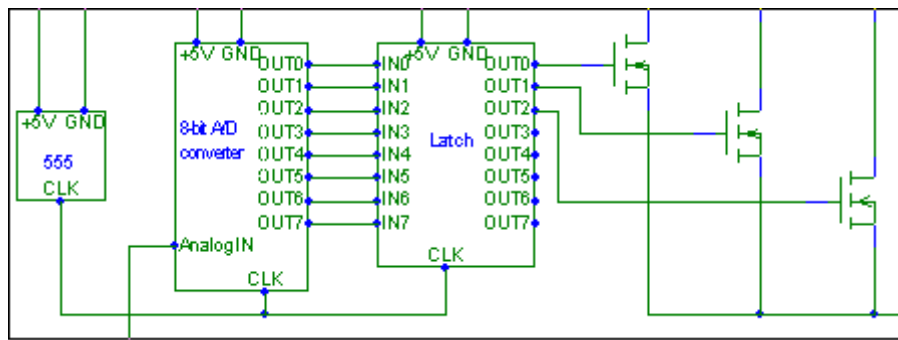 +5V GND
555
CLK
+5V GND
8-bit A/D
converter
OUT0
OUT1
OUT2
OUT3
OUT4
OUT5
OUT6
OUT7
AnalogIN
CLK
+5V GND
IN0
IN1
IN2
IN3
IN4
IN5
IN6
IN7
Latch
OUT0
OUT1
OUT2
OUT3
OUT4
OUT5
OUT6
OUT7
CLK